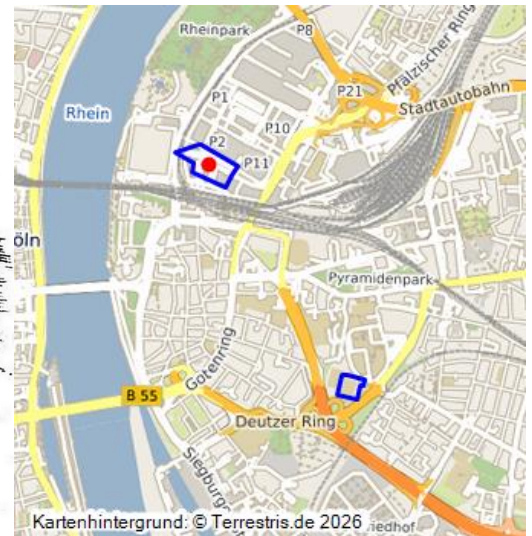 Rheinpark
P8
Pfälzischer Ring
P1
P21
Stadtautobahn
Rhein
P2
P10
P11
öln
Pyramidenpark
Gotenring
B 55
Deutzer Ring
Siegburger
Kartenhintergrund: © Terrestris.de 2026
iedhof